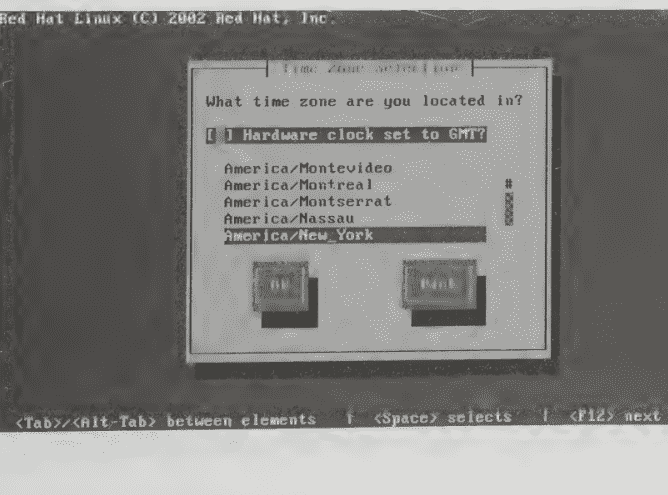 Red Hat Linux (C) 2002 Red Hat, Inc.
Time Zone Selection
What time zone are you located in?
[ ] Hardware clock set to GMT?
America/Montevideo
America/Montreal
America/Montserrat
America/Nassau
America/New_York
OK
Back
<Tab>/<Alt-Tab> between elements | <Space> selects | <F12> next